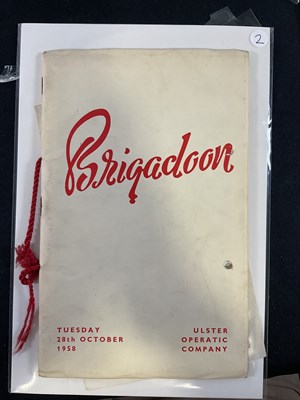 2
Brigadoon
TUESDAY
28th OCTOBER
1958
ULSTER
OPERATIC
COMPANY